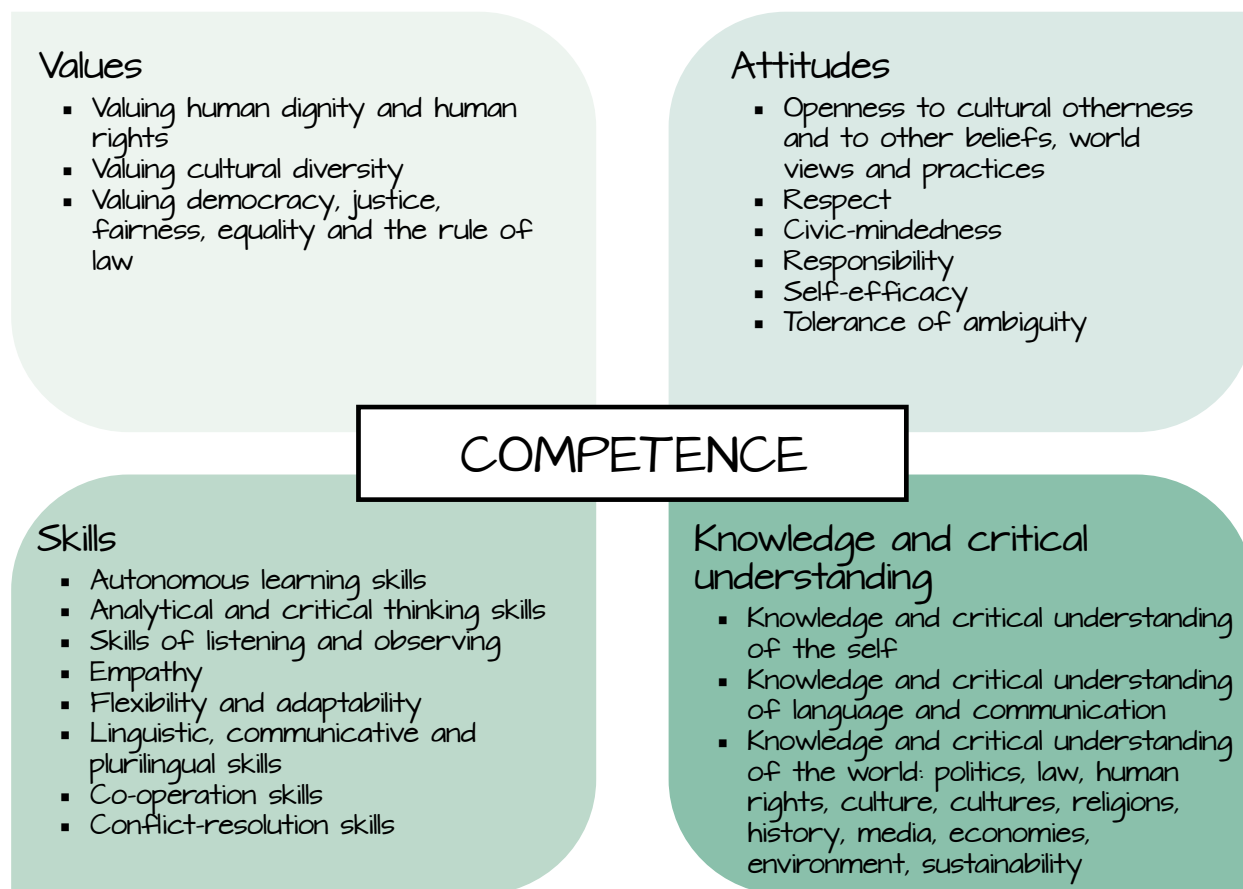 Values
▪ Valuing human dignity and human
rights
▪ Valuing cultural diversity
▪ Valuing democracy, justice,
fairness, equality and the rule of
law
Attitudes
▪ Openness to cultural otherness
and to other beliefs, world
views and practices
▪ Respect
▪ Civic-mindedness
▪ Responsibility
▪ Self-efficacy
▪ Tolerance of ambiguity
COMPETENCE
Skills
▪ Autonomous learning skills
▪ Analytical and critical thinking skills
▪ Skills of listening and observing
▪ Empathy
▪ Flexibility and adaptability
▪ Linguistic, communicative and
plurilingual skills
▪ Co-operation skills
▪ Conflict-resolution skills
Knowledge and critical
understanding
▪ Knowledge and critical understanding
of the self
▪ Knowledge and critical understanding
of language and communication
▪ Knowledge and critical understanding
of the world: politics, law, human
rights, culture, cultures, religions,
history, media, economies,
environment, sustainability